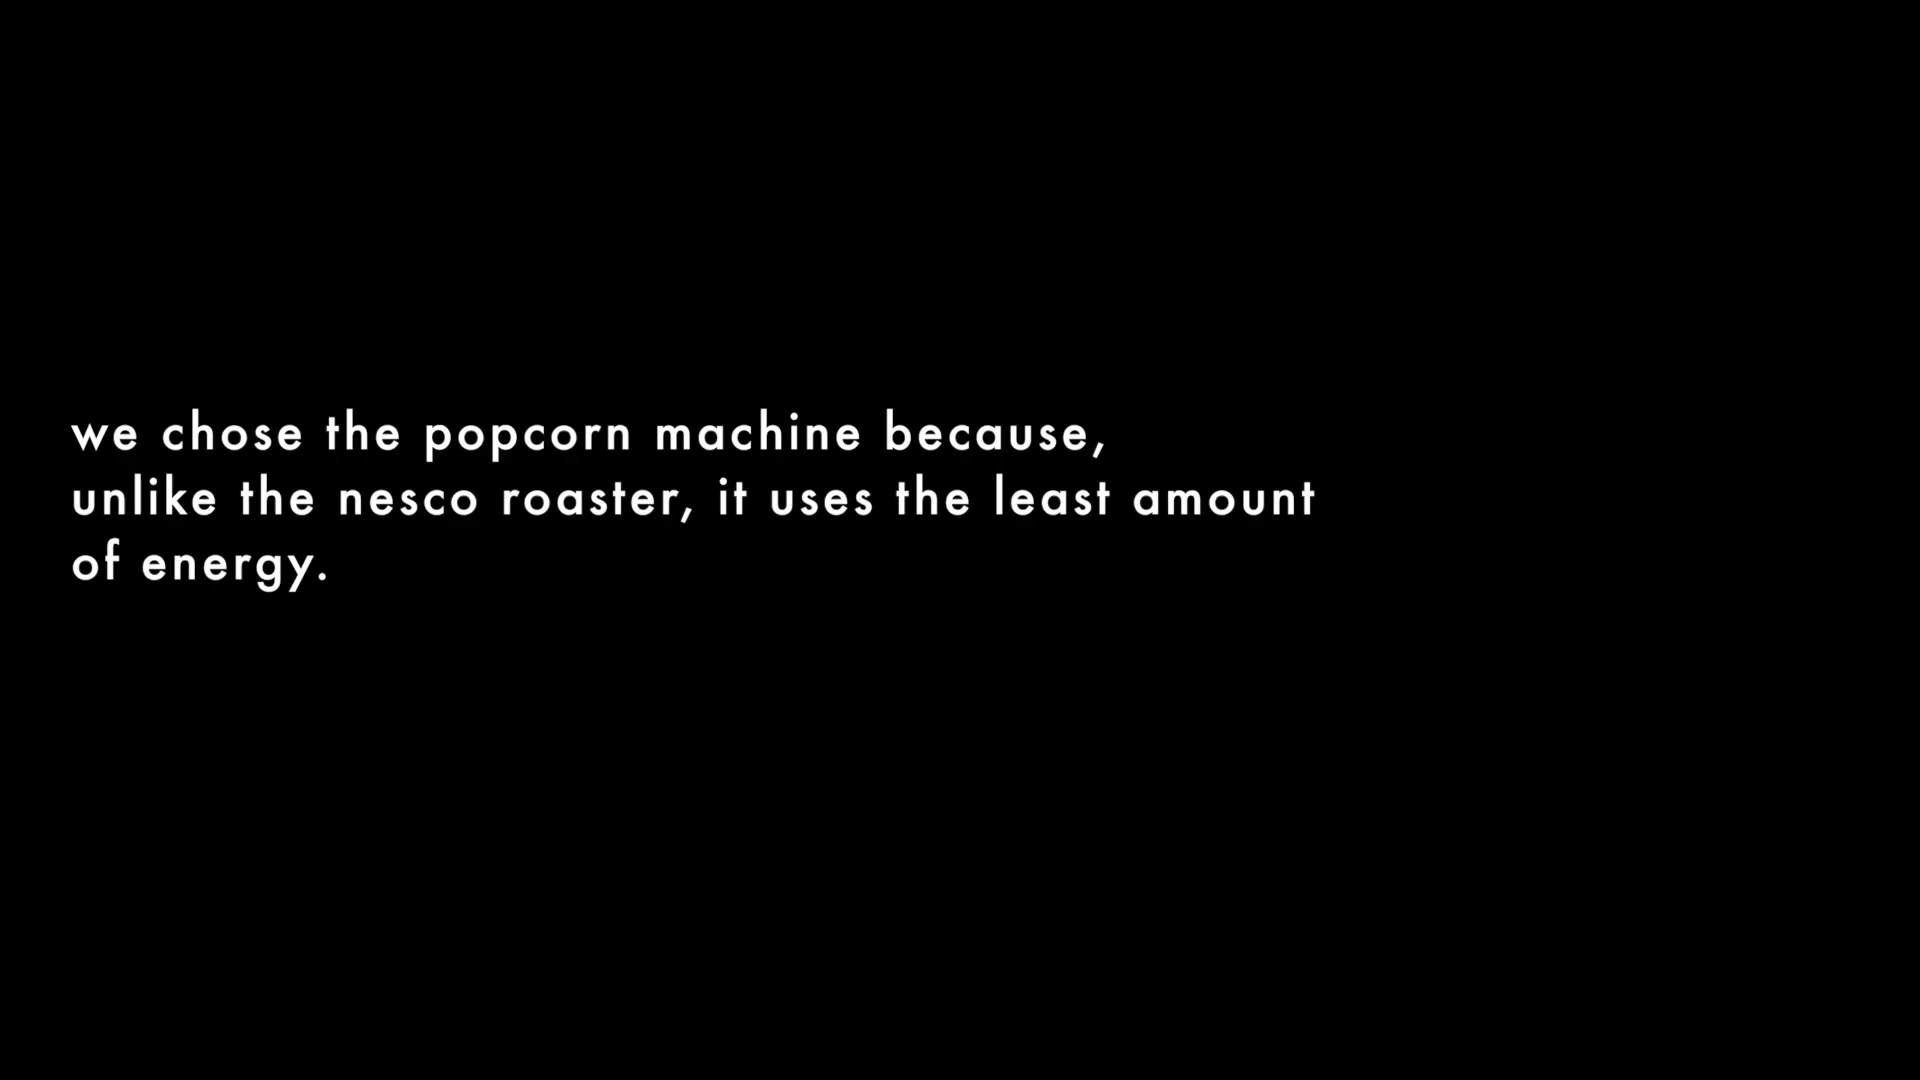 we chose the popcorn machine because,
unlike the nesco roaster, it uses the least amount
of energy.